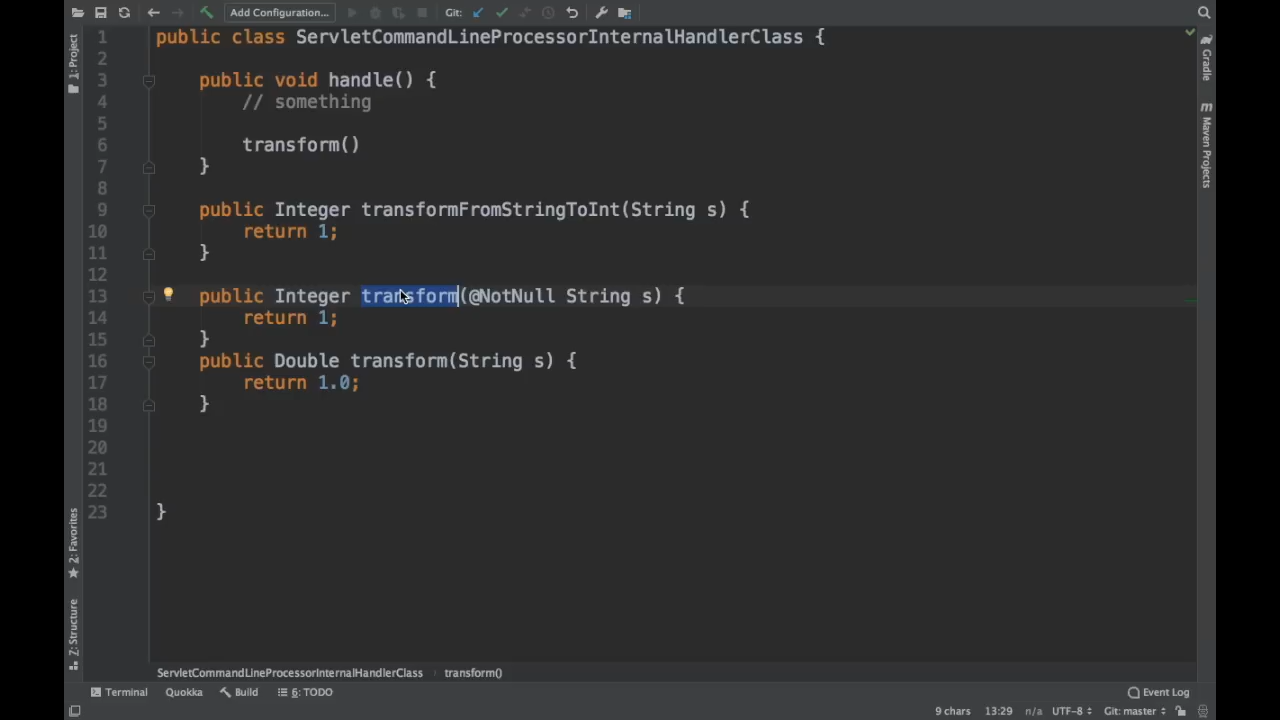 Add Configuration...
Git:
1: Project
Gradle
m
Maven Projects
1 public class ServletCommandLineProcessorInternalHandlerClass {
2
3 public void handle() {
4 // something
5
6 transform()
7 }
8
9 public Integer transformFromStringToInt(String s) {
10 return 1;
11 }
12
13 public Integer transform(@NotNull String s) {
14 return 1;
15 }
16 public Double transform(String s) {
17 return 1.0;
18 }
19
20
21
22
23 }
2: Favorites
Z: Structure
ServletCommandLineProcessorInternalHandlerClass transform()
Terminal Quokka Build 6: TODO Event Log
9 chars 13:29 n/a UTF-8 Git: master